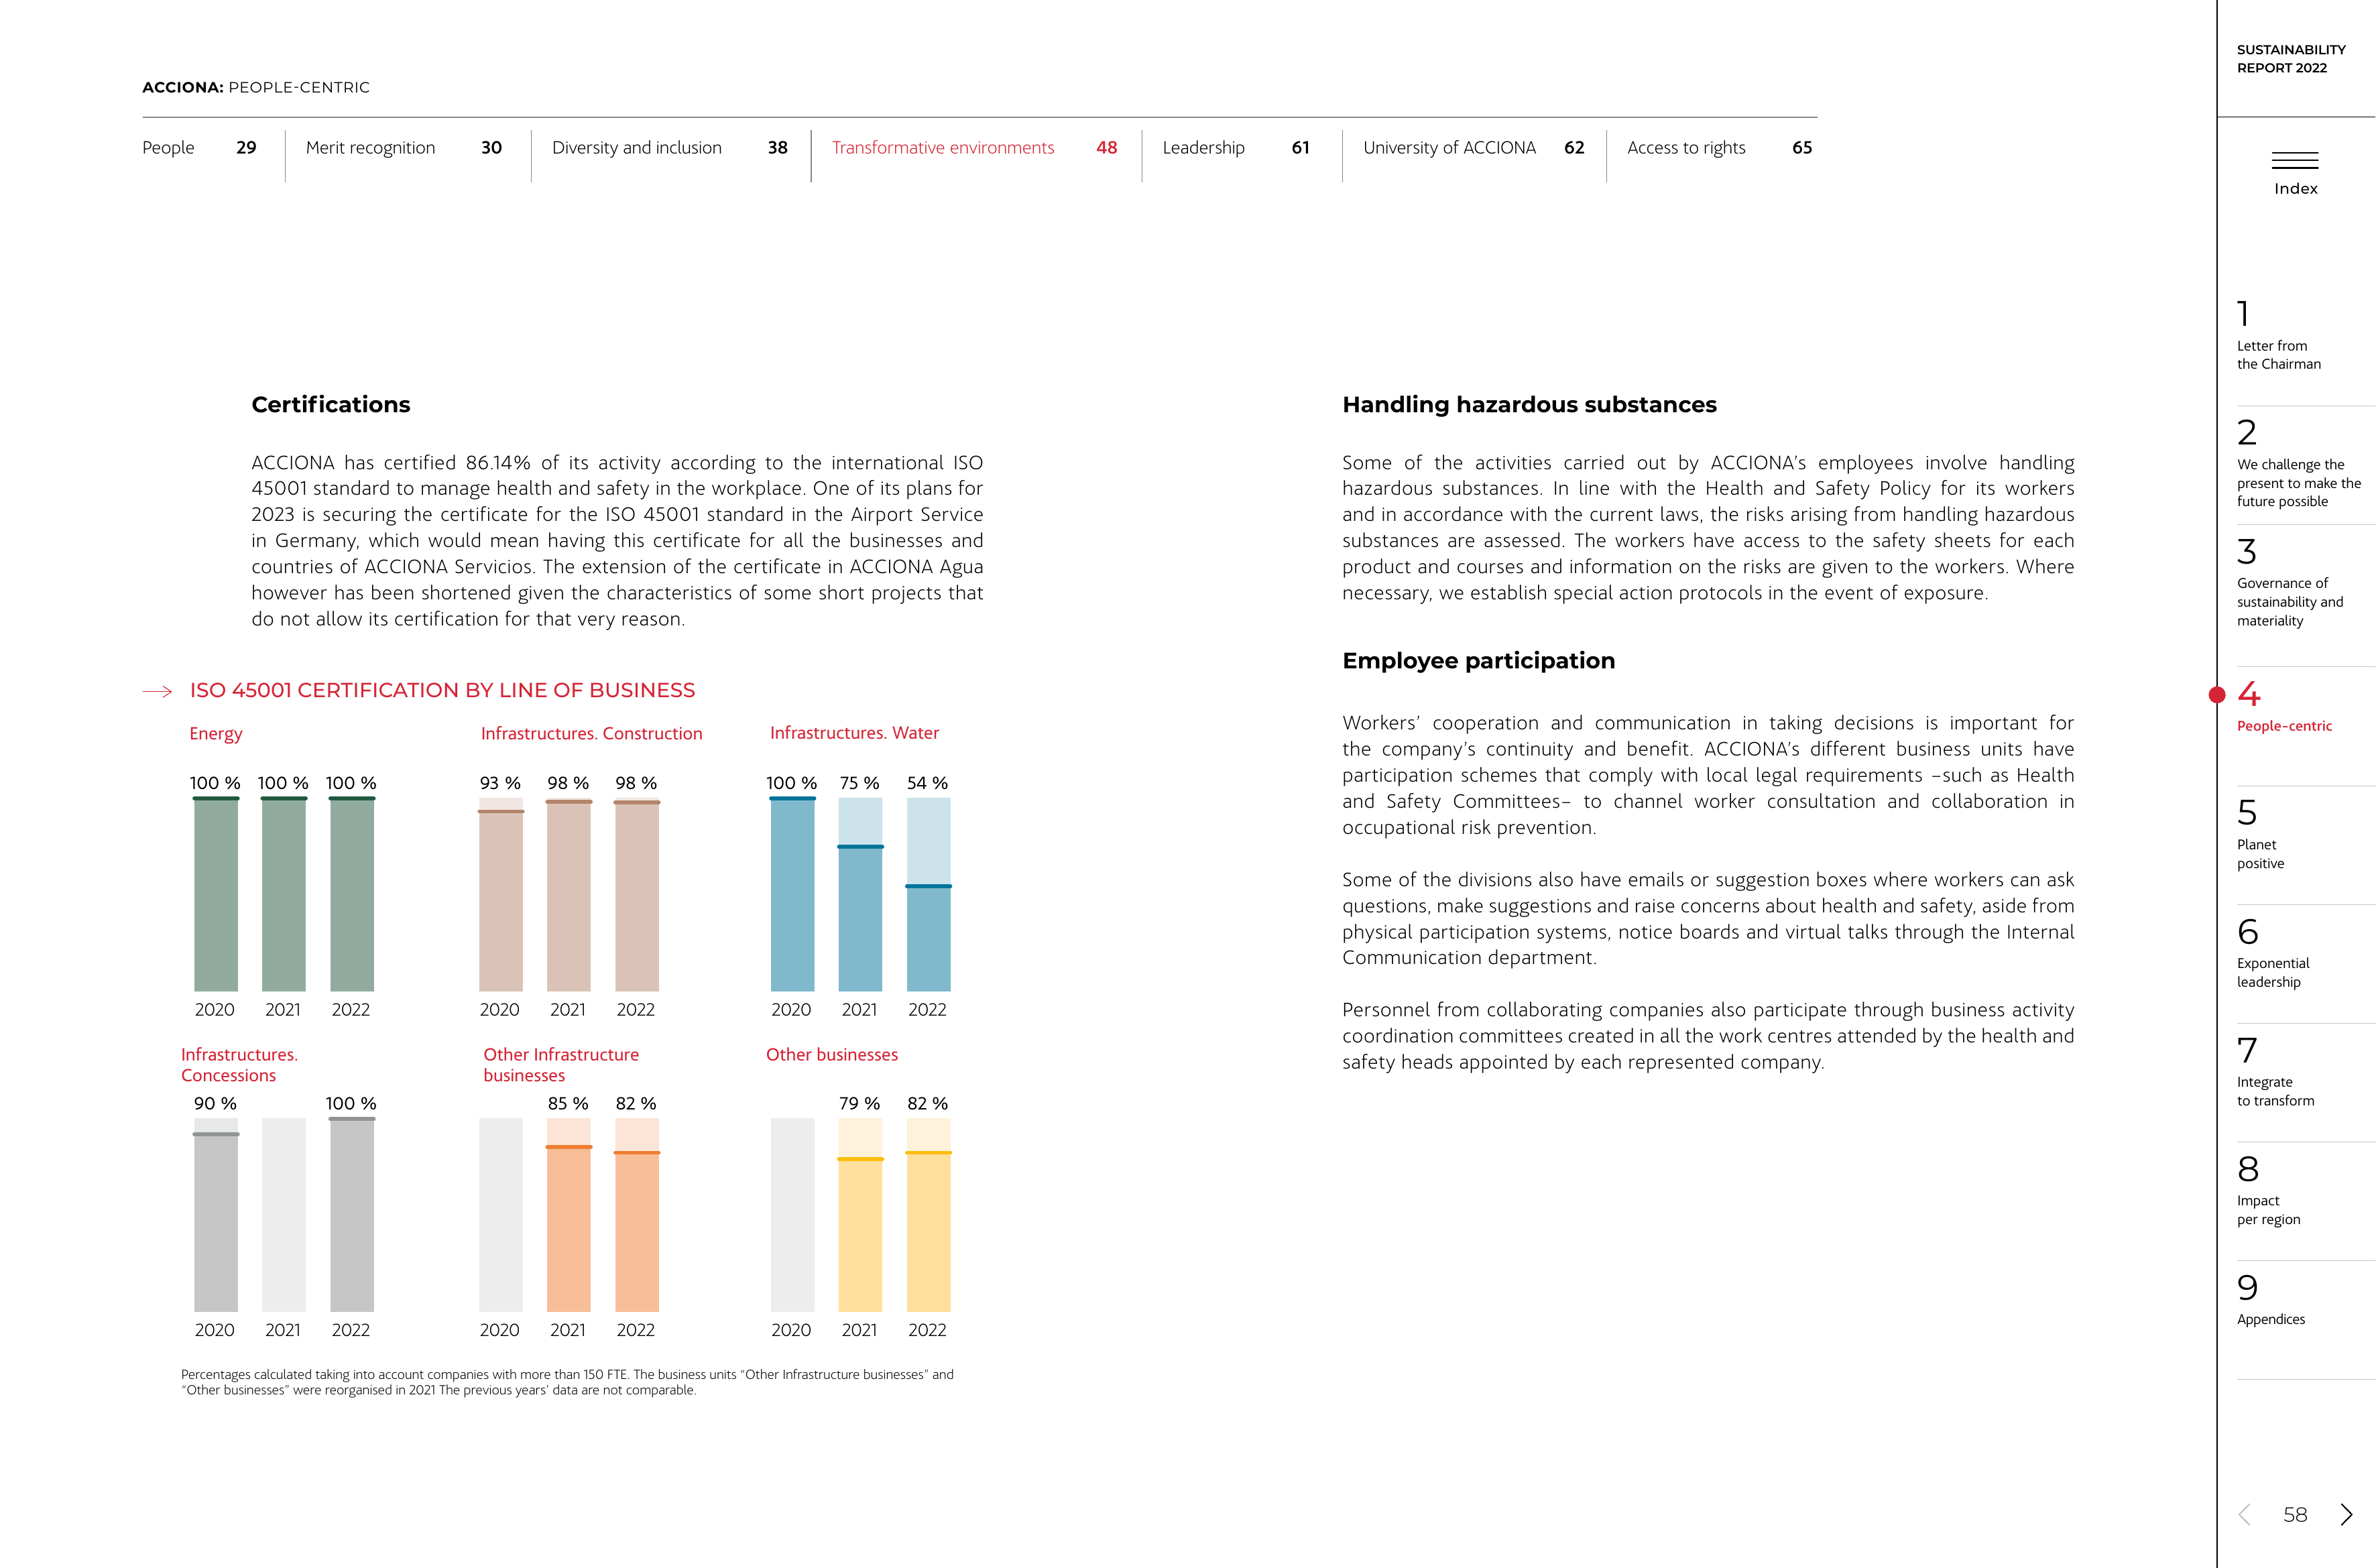 ACCIONA: PEOPLE-CENTRIC
People 29 Merit recognition 30 Diversity and inclusion 38 Transformative environments 48 Leadership 61 University of ACCIONA 62 Access to rights 65
Certifications
ACCIONA has certified 86.14% of its activity according to the international ISO
45001 standard to manage health and safety in the workplace. One of its plans for
2023 is securing the certificate for the ISO 45001 standard in the Airport Service
in Germany, which would mean having this certificate for all the businesses and
countries of ACCIONA Servicios. The extension of the certificate in ACCIONA Agua
however has been shortened given the characteristics of some short projects that
do not allow its certification for that very reason.
ISO 45001 CERTIFICATION BY LINE OF BUSINESS
Energy
100 % 100 % 100 %
2020 2021 2022
Infrastructures. Construction
93 % 98 % 98 %
2020 2021 2022
Infrastructures. Water
100 % 75 % 54 %
2020 2021 2022
Infrastructures.
Concessions
90 % 100 %
2020 2021 2022
Other Infrastructure
businesses
85 % 82 %
2020 2021 2022
Other businesses
79 % 82 %
2020 2021 2022
Percentages calculated taking into account companies with more than 150 FTE. The business units “Other Infrastructure businesses” and
“Other businesses” were reorganised in 2021 The previous years’ data are not comparable.
Handling hazardous substances
Some of the activities carried out by ACCIONA’s employees involve handling
hazardous substances. In line with the Health and Safety Policy for its workers
and in accordance with the current laws, the risks arising from handling hazardous
substances are assessed. The workers have access to the safety sheets for each
product and courses and information on the risks are given to the workers. Where
necessary, we establish special action protocols in the event of exposure.
Employee participation
Workers’ cooperation and communication in taking decisions is important for
the company’s continuity and benefit. ACCIONA’s different business units have
participation schemes that comply with local legal requirements –such as Health
and Safety Committees– to channel worker consultation and collaboration in
occupational risk prevention.
Some of the divisions also have emails or suggestion boxes where workers can ask
questions, make suggestions and raise concerns about health and safety, aside from
physical participation systems, notice boards and virtual talks through the Internal
Communication department.
Personnel from collaborating companies also participate through business activity
coordination committees created in all the work centres attended by the health and
safety heads appointed by each represented company.
SUSTAINABILITY
REPORT 2022
Index
1
Letter from
the Chairman
2
We challenge the
present to make the
future possible
3
Governance of
sustainability and
materiality
4
People-centric
5
Planet
positive
6
Exponential
leadership
7
Integrate
to transform
8
Impact
per region
9
Appendices
58